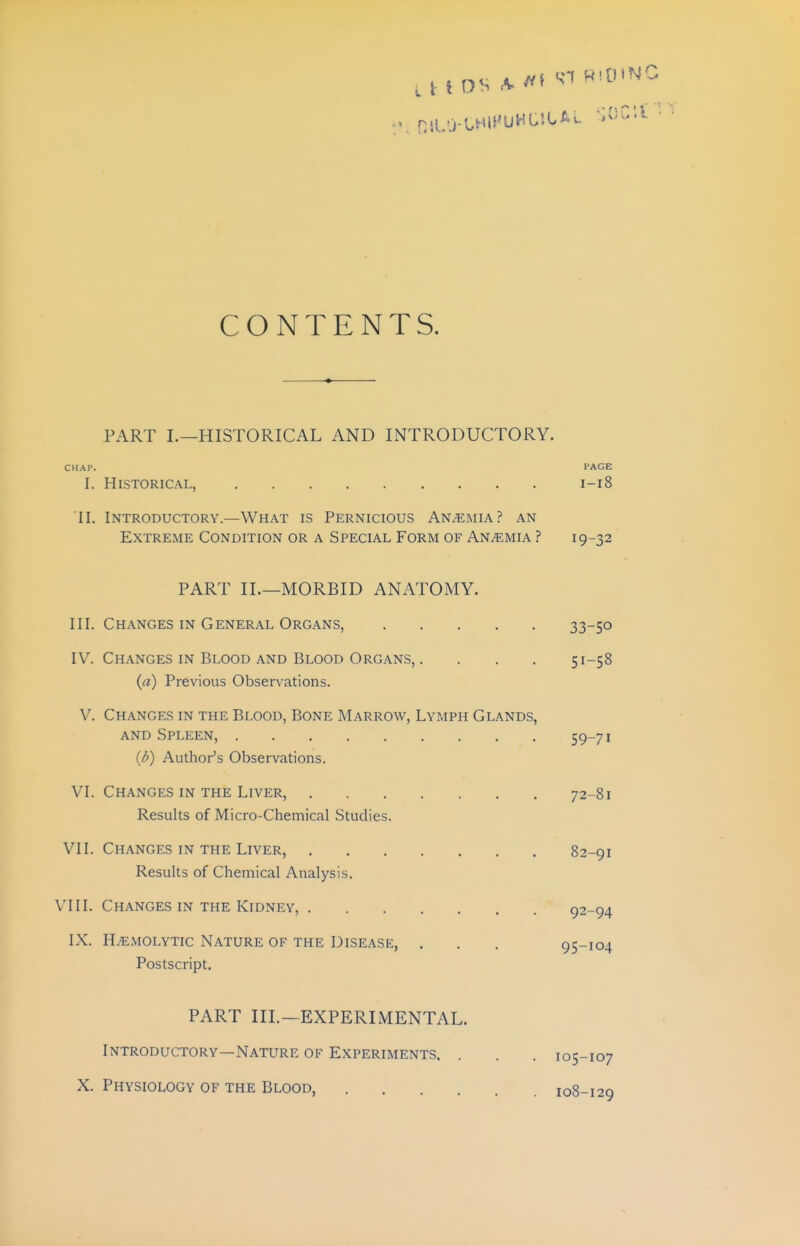 RIDING
CONTENTS.
PART I.—HISTORICAL AND INTRODUCTORY.
CHAP. PAGE
I. HISTORICAL, . . . . . . . . . 1-18
II. INTRODUCTORY.—WHAT IS PERNICIOUS ANÆMIA? AN
EXTREME CONDITION OR A SPECIAL FORM OF ANÆMIA? 19-32
PART II.—MORBID ANATOMY.
III. CHANGES IN GENERAL ORGANS, . . . . . 33-50
IV. CHANGES IN BLOOD AND BLOOD ORGANS, . . . . 51-58
(a) Previous Observations.
V. CHANGES IN THE BLOOD, BONE MARROW, LYMPH GLANDS,
AND SPLEEN, . . . . . . . . . 59-71
(b) Author's Observations.
VI. CHANGES IN THE LIVER, . . . . . . . 72-81
Results of Micro-Chemical Studies.
VII. CHANGES IN THE LIVER, . . . . . . . 82-91
Results of Chemical Analysis.
VIII. CHANGES IN THE KIDNEY, . . . . . . . 92-94
IX. HÆMOLYTIC NATURE OF THE DISEASE, . . . 95-104
Postscript.
PART III.—EXPERIMENTAL.
INTRODUCTORY—NATURE OF EXPERIMENTS, . . . 105-107
X. PHYSIOLOGY OF THE BLOOD, . . . . . . 108-129